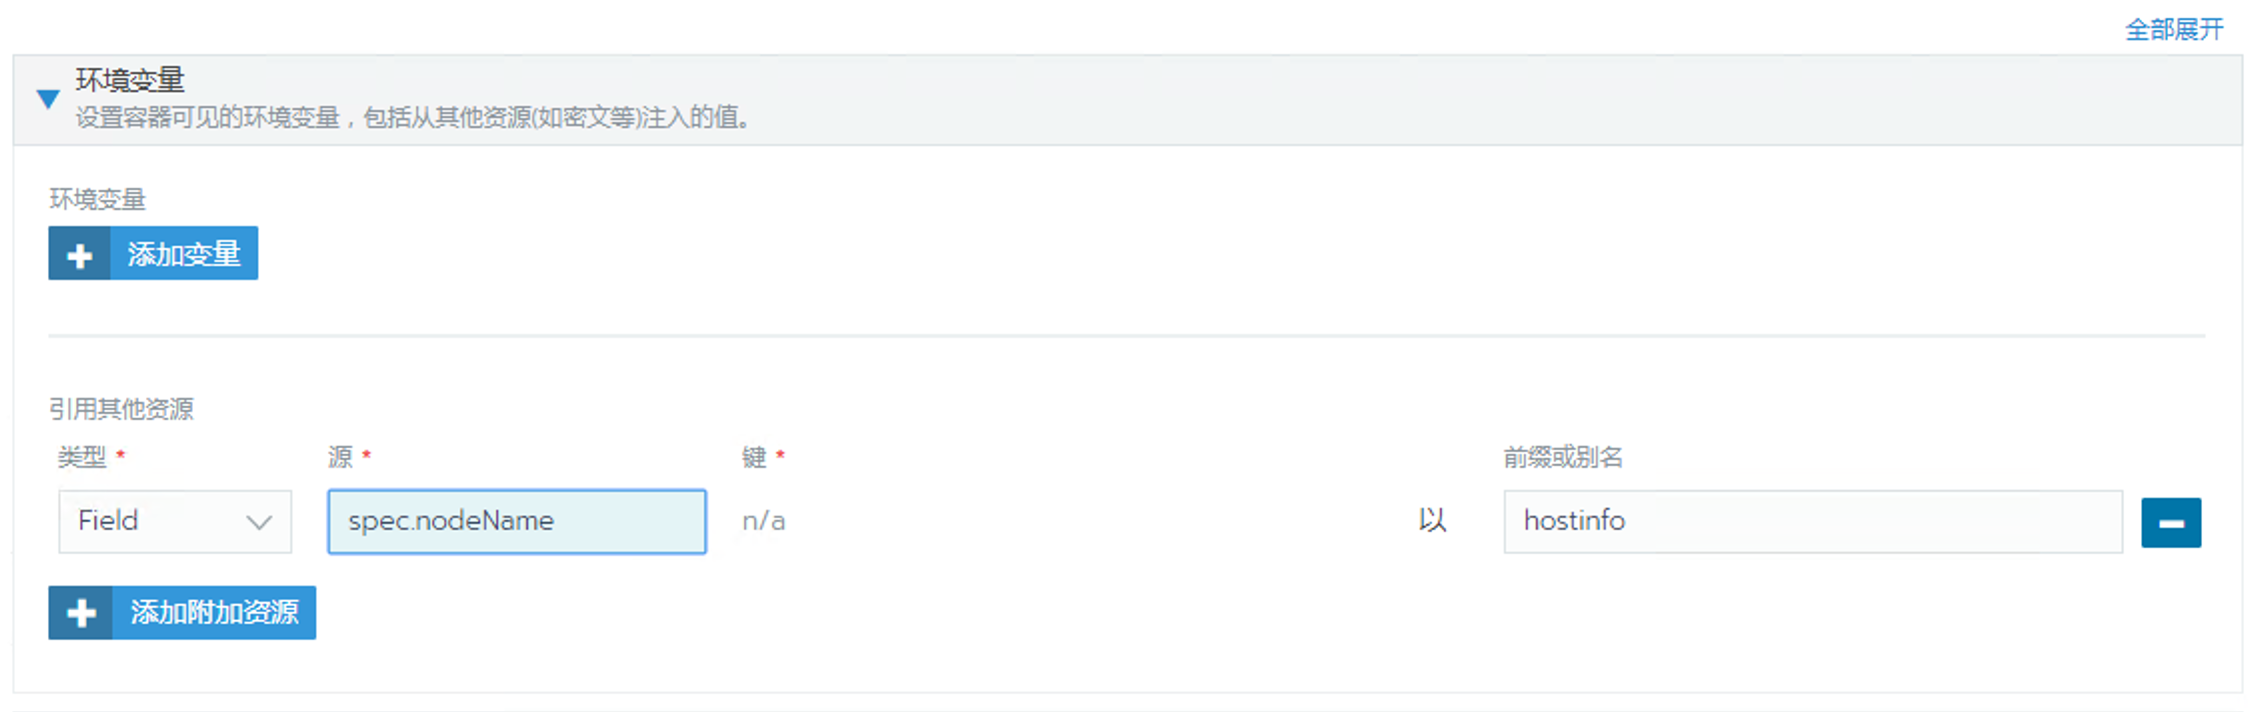 全部展开
环境变量
设置容器可见的环境变量，包括从其他资源(如密文等)注入的值。
环境变量
添加变量
引用其他资源
类型 * 源 * 键 * 前缀或别名
Field spec.nodeName n/a 以 hostinfo
添加附加资源